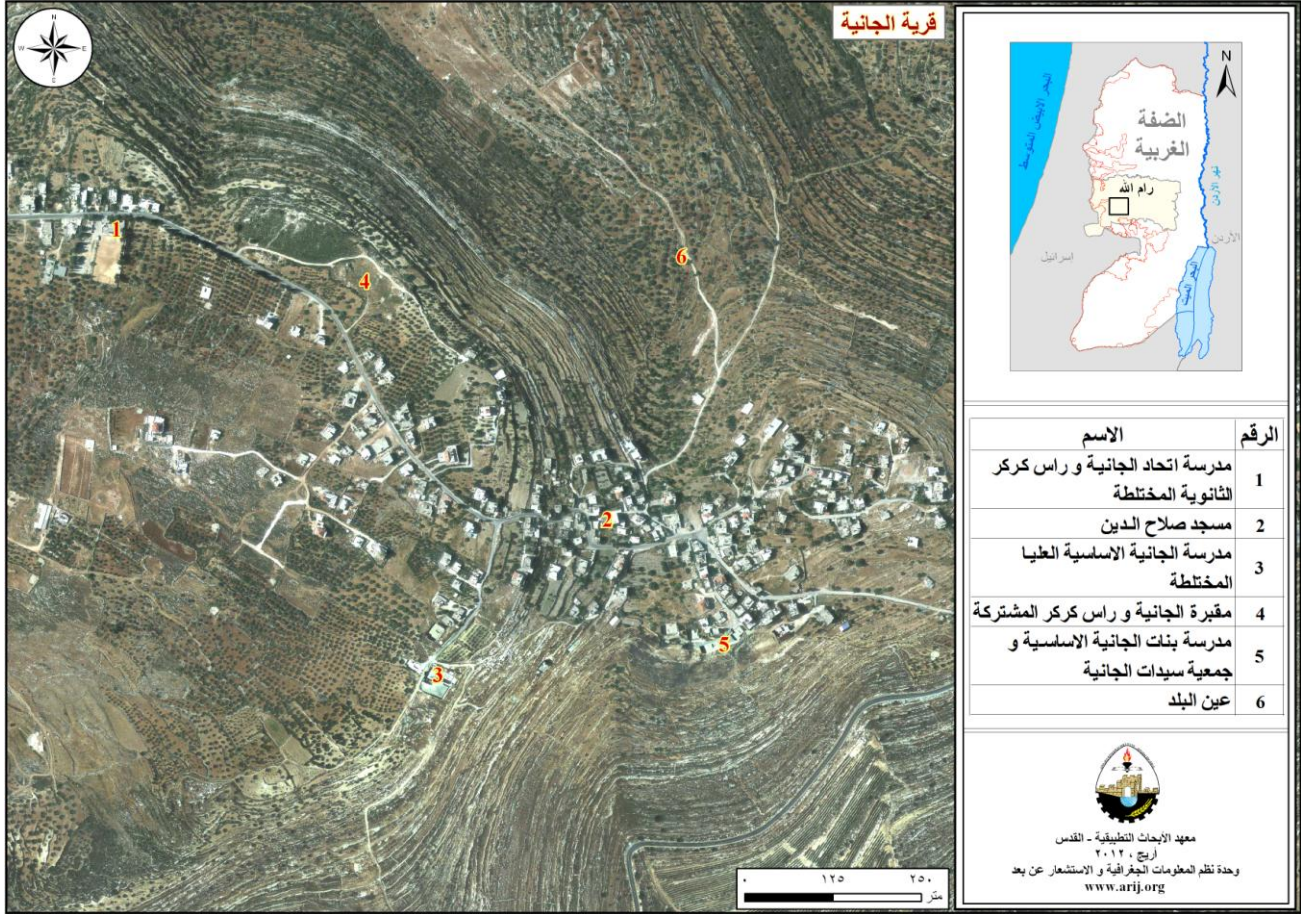 قرية الجانية
N
E
S
W
1
4
6
2
3
5
٠ ١٢٥ ٢٥٠
متر
N
البحر الابيض المتوسط
الضفة
الغربية
نهر الأردن
رام الله
الأردن
إسرائيل
البحر الميت
الرقم الاسم
1 مدرسة اتحاد الجانية و راس كركر
الثانوية المختلطة
2 مسجد صلاح الدين
3 مدرسة الجانية الاساسية العليا
المختلطة
4 مقبرة الجانية و راس كركر المشتركة
5 مدرسة بنات الجانية الاساسية و
جمعية سيدات الجانية
6 عين البلد
معهد الأبحاث التطبيقية - القدس
أريج ، ٢٠١٢
وحدة نظم المعلومات الجغرافية و الاستشعار عن بعد
www.arij.org